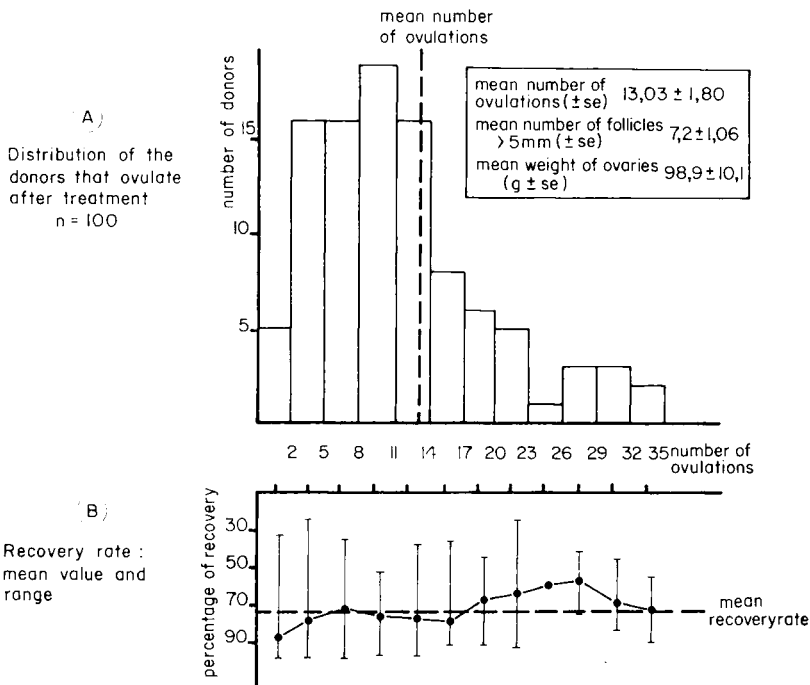 mean number
of ovulations
(A)
Distribution of the
donors that ovulate
after treatment
n = 100
number of donors
15
10
5
mean number of
ovulations (± se) 13,03 ± 1,80
mean number of follicles
> 5mm (± se) 7,2 ± 1,06
mean weight of ovaries
(g ± se) 98,9 ± 10,1
2 5 8 11 14 17 20 23 26 29 32 35 number of
ovulations
(B)
Recovery rate :
mean value and
range
percentage of recovery
30
50
70
90
mean
recoveryrate